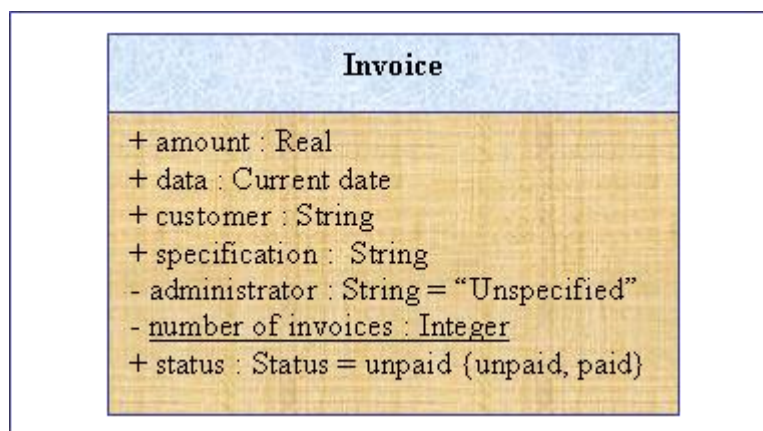 Invoice
+ amount : Real
+ data : Current date
+ customer : String
+ specification : String
- administrator : String = “Unspecified”
- number of invoices : Integer
+ status : Status = unpaid {unpaid, paid}